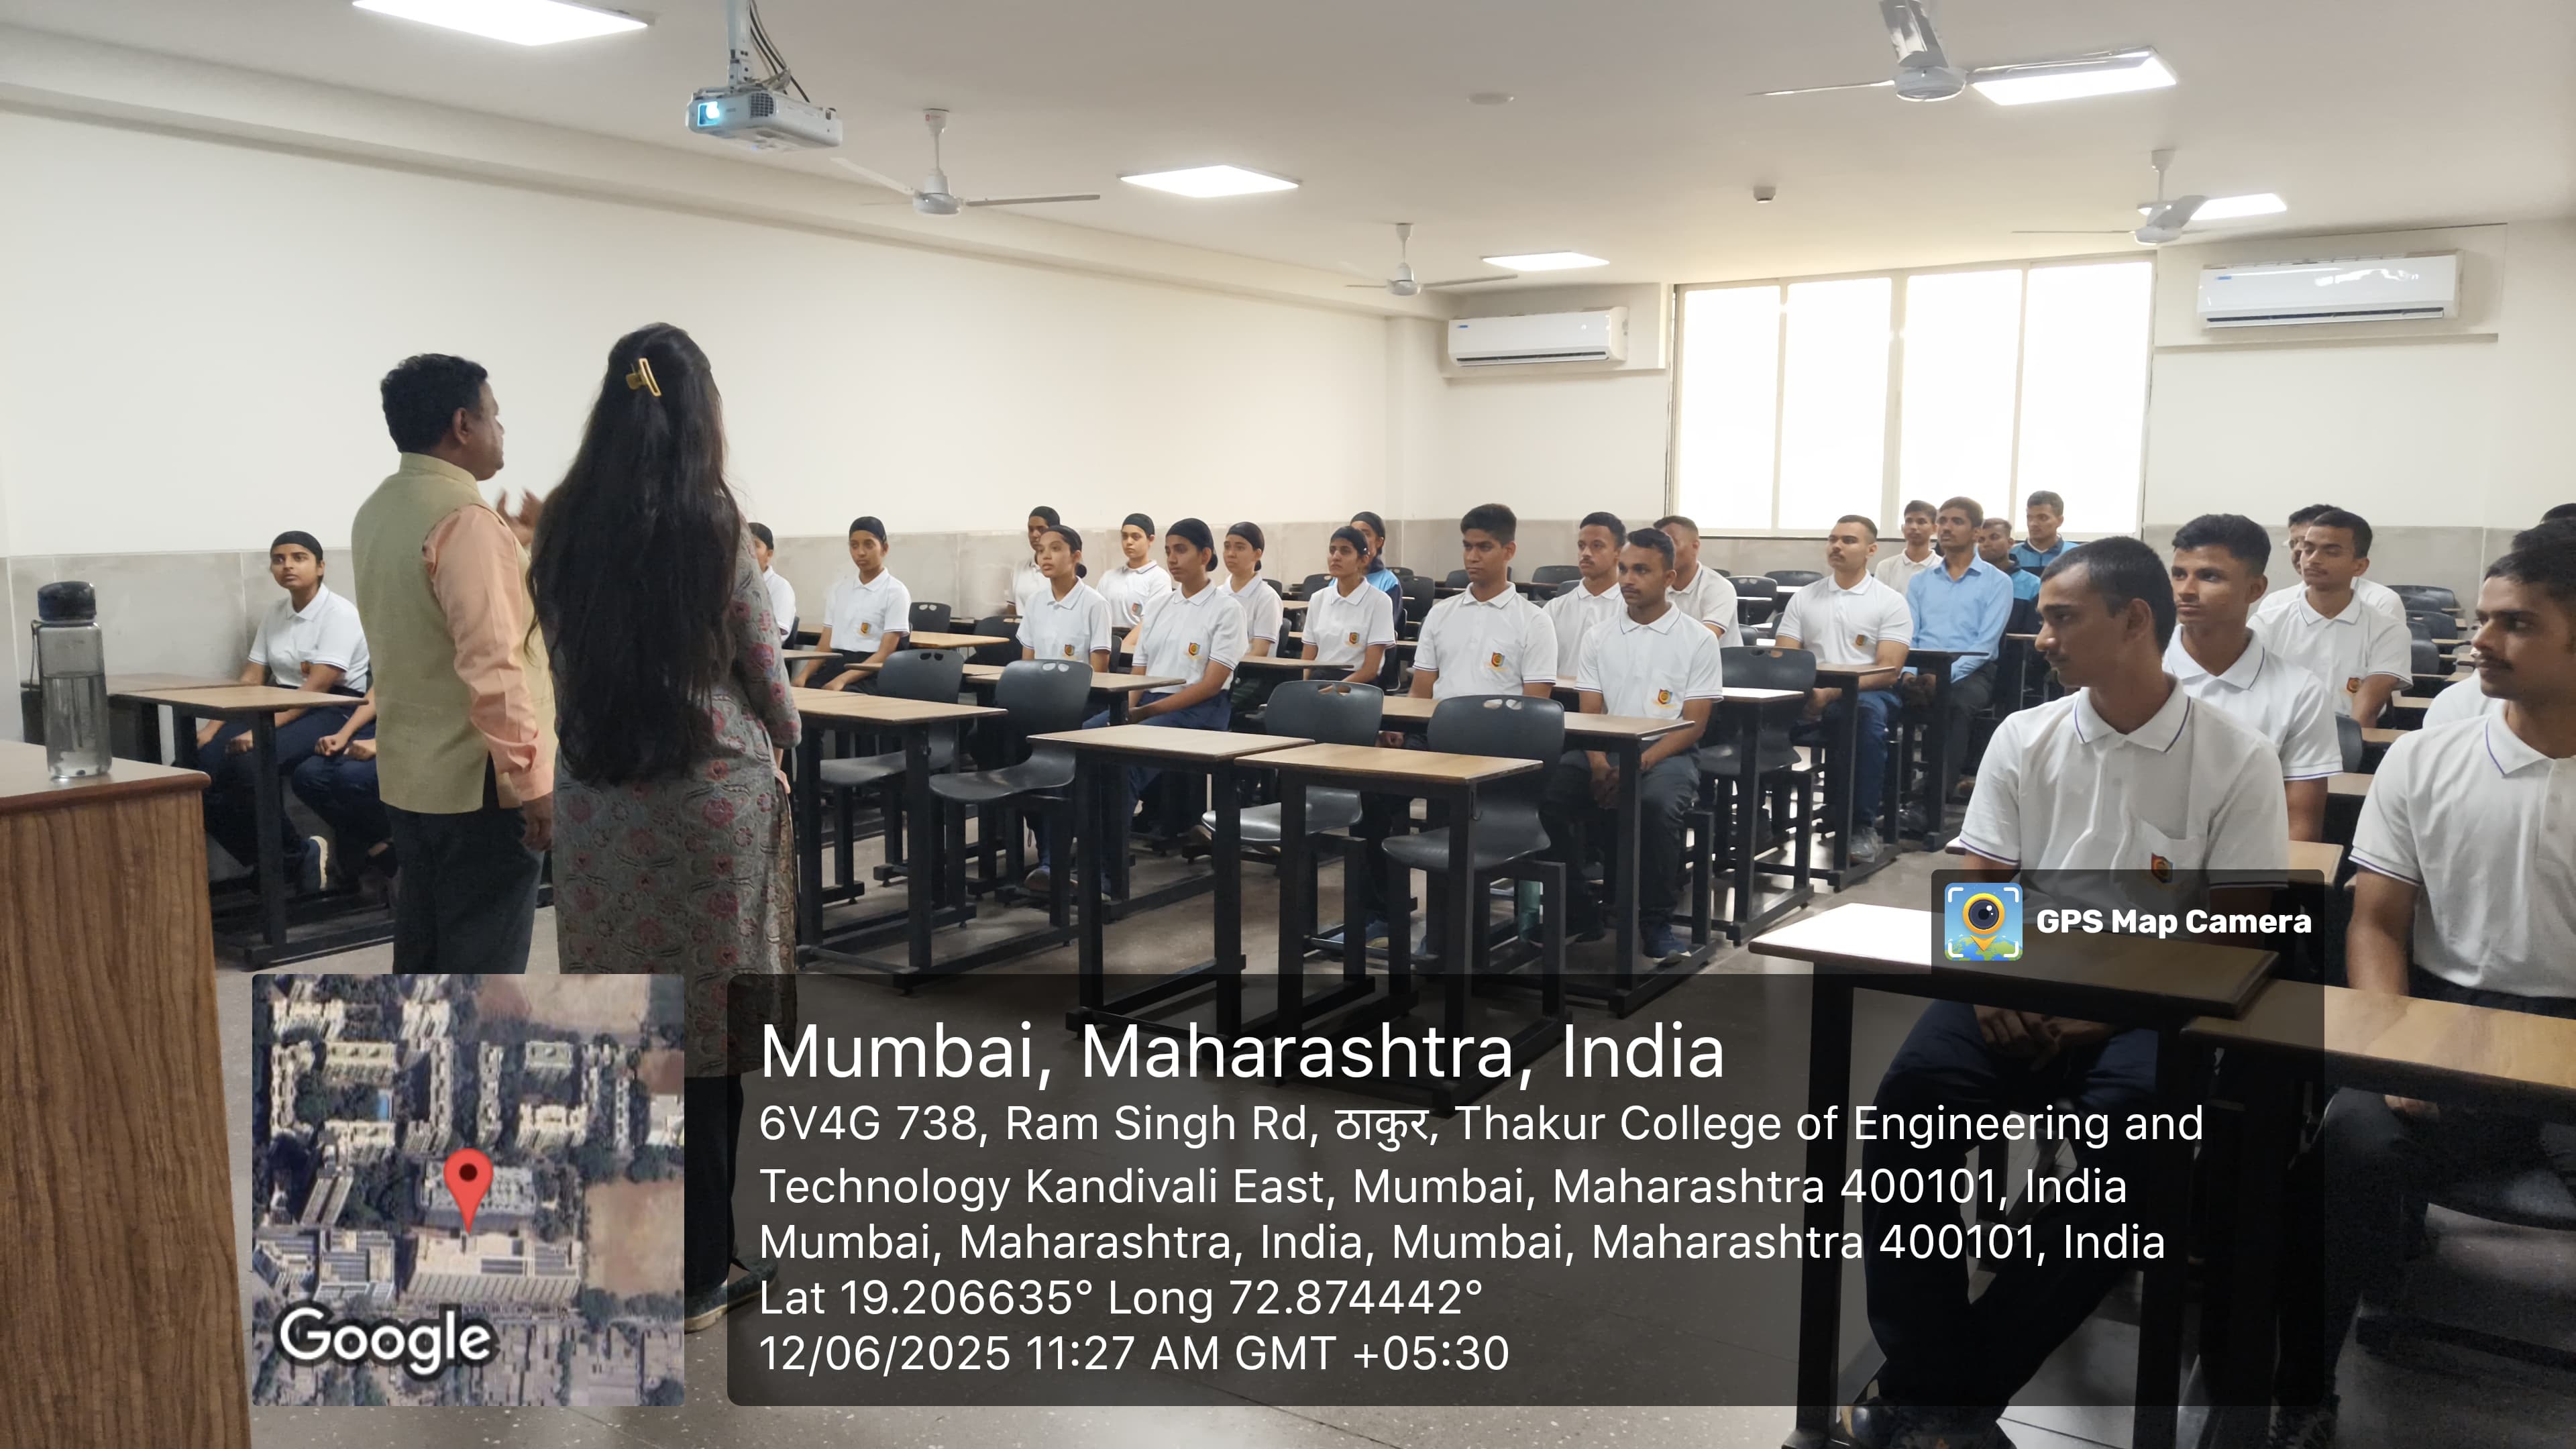 GPS Map Camera
Mumbai, Maharashtra, India
6V4G 738, Ram Singh Rd, ठाकुर, Thakur College of Engineering and
Technology Kandivali East, Mumbai, Maharashtra 400101, India
Mumbai, Maharashtra, India, Mumbai, Maharashtra 400101, India
Lat 19.206635° Long 72.874442°
12/06/2025 11:27 AM GMT +05:30
Google